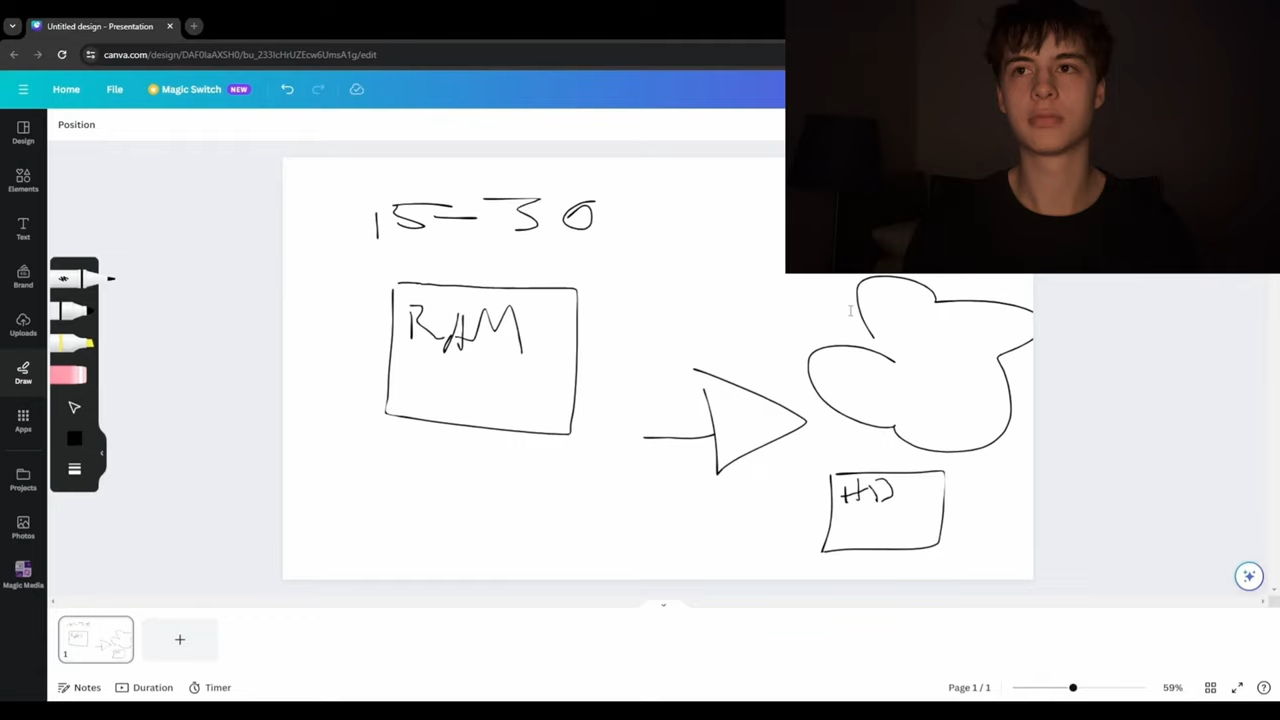 Untitled design - Presentation
canva.com/design/DAF0laAXSH0/bu_233lcHrUZEcw6UmsA1g/edit
Home File Magic Switch NEW
Position
Design
Elements
Text
Brand
Uploads
Draw
Apps
Projects
Photos
Magic Media
15-30
RAM
HD
1
Notes Duration Timer
Page 1 / 1 59%